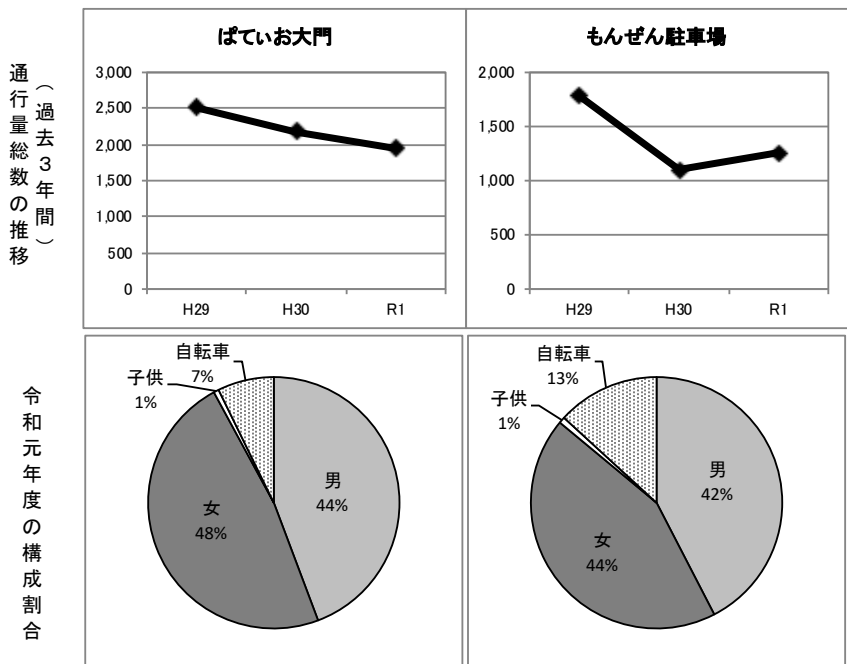 ぱてぃお大門
もんぜん駐車場
通行量総数の推移
（過去３年間）
3,000
2,500
2,000
1,500
1,000
500
0
H29
H30
R1
2,000
1,500
1,000
500
0
H29
H30
R1
令和元年度の構成割合
自転車
7%
子供
1%
男
44%
女
48%
自転車
13%
子供
1%
男
42%
女
44%